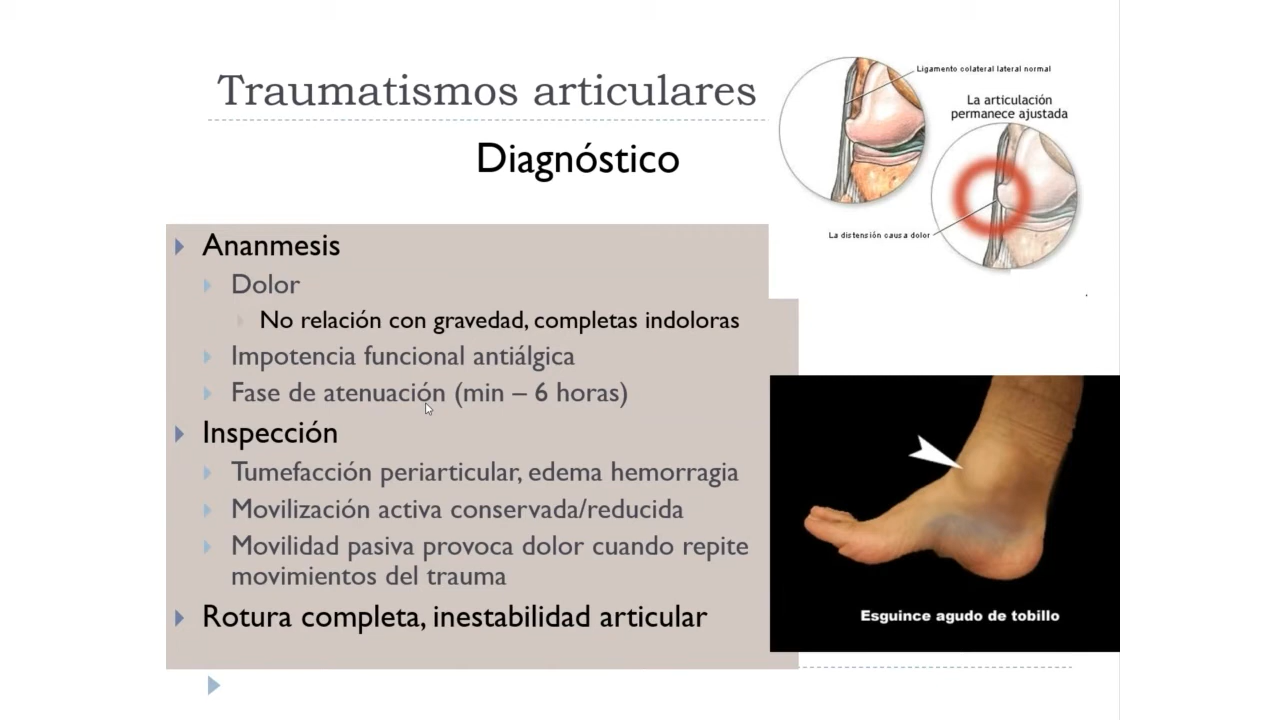 Traumatismos articulares
Diagnóstico
Ananmesis
Dolor
No relación con gravedad, completas indoloras
Impotencia funcional antiálgica
Fase de atenuación (min – 6 horas)
Inspección
Tumefacción periarticular, edema hemorragia
Movilización activa conservada/reducida
Movilidad pasiva provoca dolor cuando repite
movimientos del trauma
Rotura completa, inestabilidad articular
Ligamento colateral lateral normal
La articulación
permanece ajustada
La distensión causa dolor
Esguince agudo de tobillo